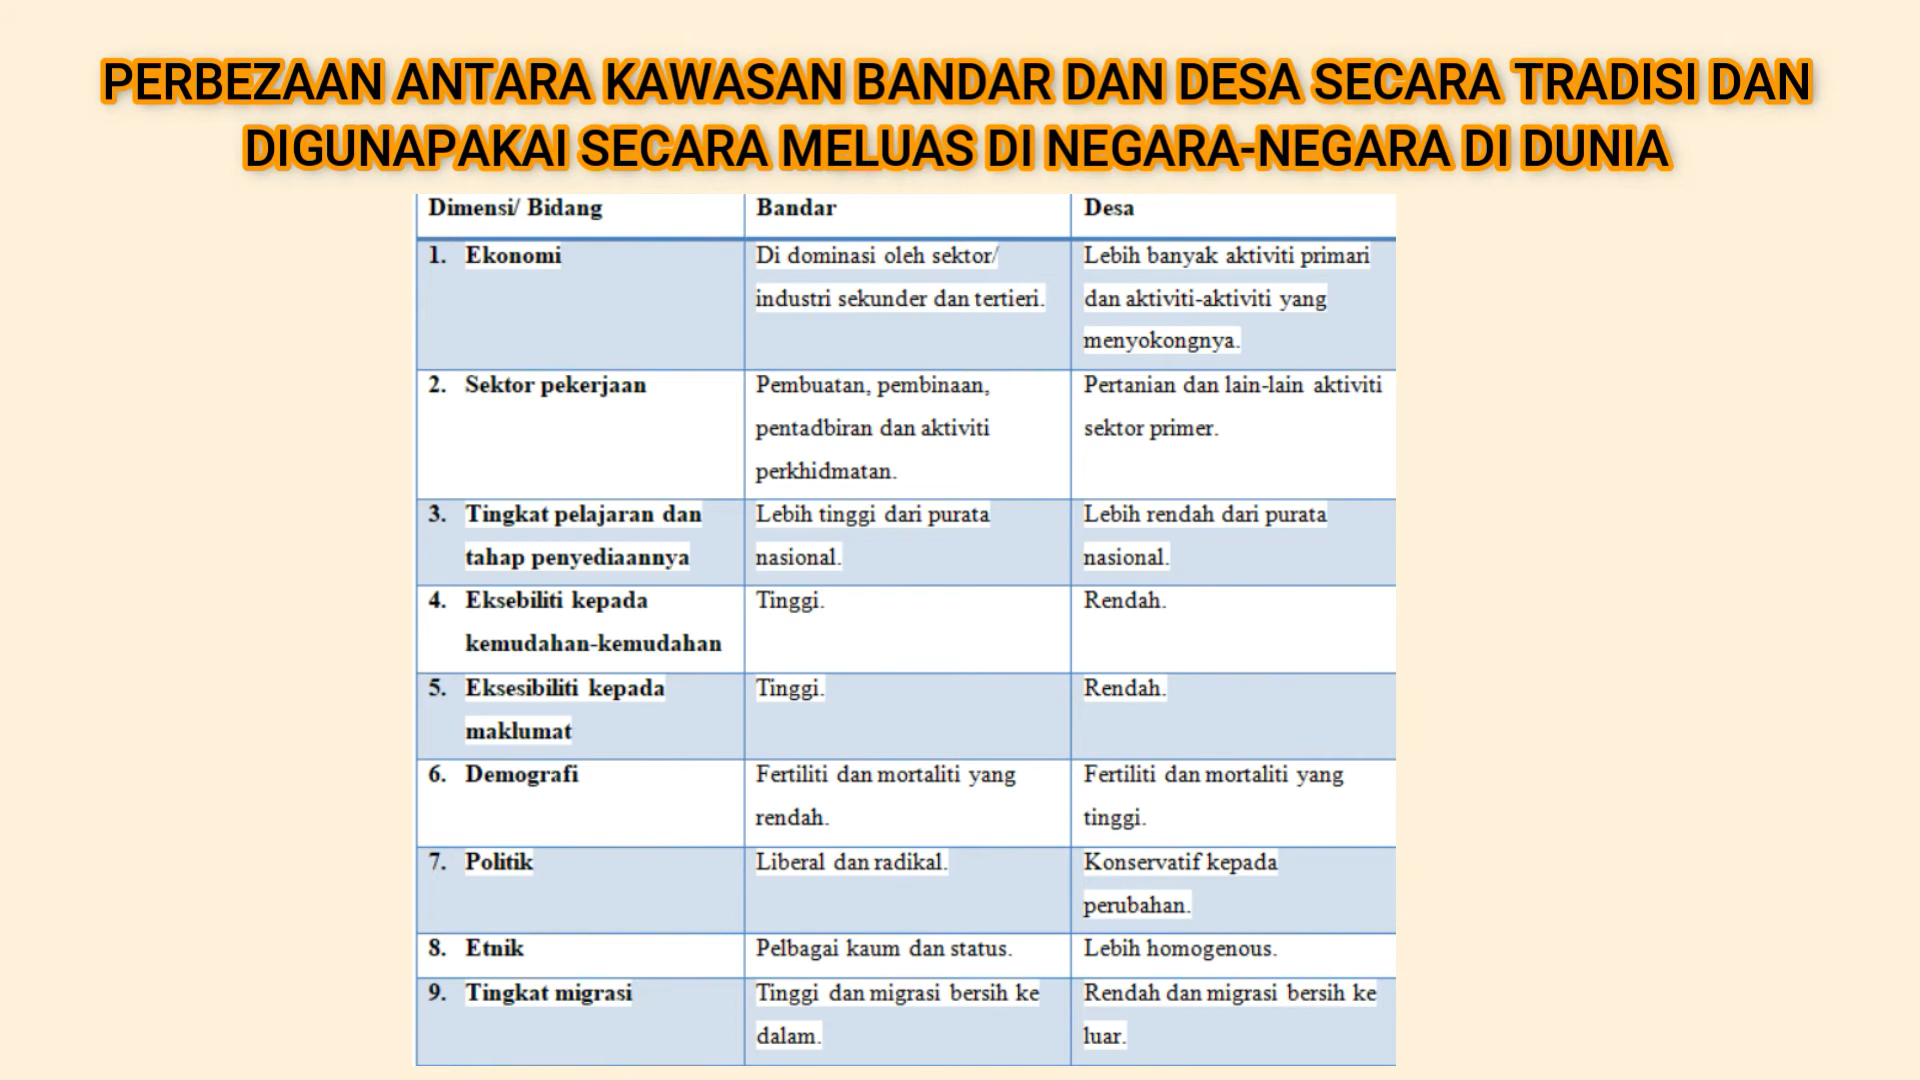 PERBEZAAN ANTARA KAWASAN BANDAR DAN DESA SECARA TRADISI DAN
DIGUNAPAKAI SECARA MELUAS DI NEGARA-NEGARA DI DUNIA
Dimensi/ Bidang
Bandar
Desa
1. Ekonomi
Di dominasi oleh sektor/
industri sekunder dan tertieri.
Lebih banyak aktiviti primari
dan aktiviti-aktiviti yang
menyokongnya.
2. Sektor pekerjaan
Pembuatan, pembinaan,
pentadbiran dan aktiviti
perkhidmatan.
Pertanian dan lain-lain aktiviti
sektor primer.
3. Tingkat pelajaran dan
tahap penyediaannya
Lebih tinggi dari purata
nasional.
Lebih rendah dari purata
nasional.
4. Eksebiliti kepada
kemudahan-kemudahan
Tinggi.
Rendah.
5. Eksesibiliti kepada
maklumat
Tinggi.
Rendah.
6. Demografi
Fertiliti dan mortaliti yang
rendah.
Fertiliti dan mortaliti yang
tinggi.
7. Politik
Liberal dan radikal.
Konservatif kepada
perubahan.
8. Etnik
Pelbagai kaum dan status.
Lebih homogenous.
9. Tingkat migrasi
Tinggi dan migrasi bersih ke
dalam.
Rendah dan migrasi bersih ke
luar.